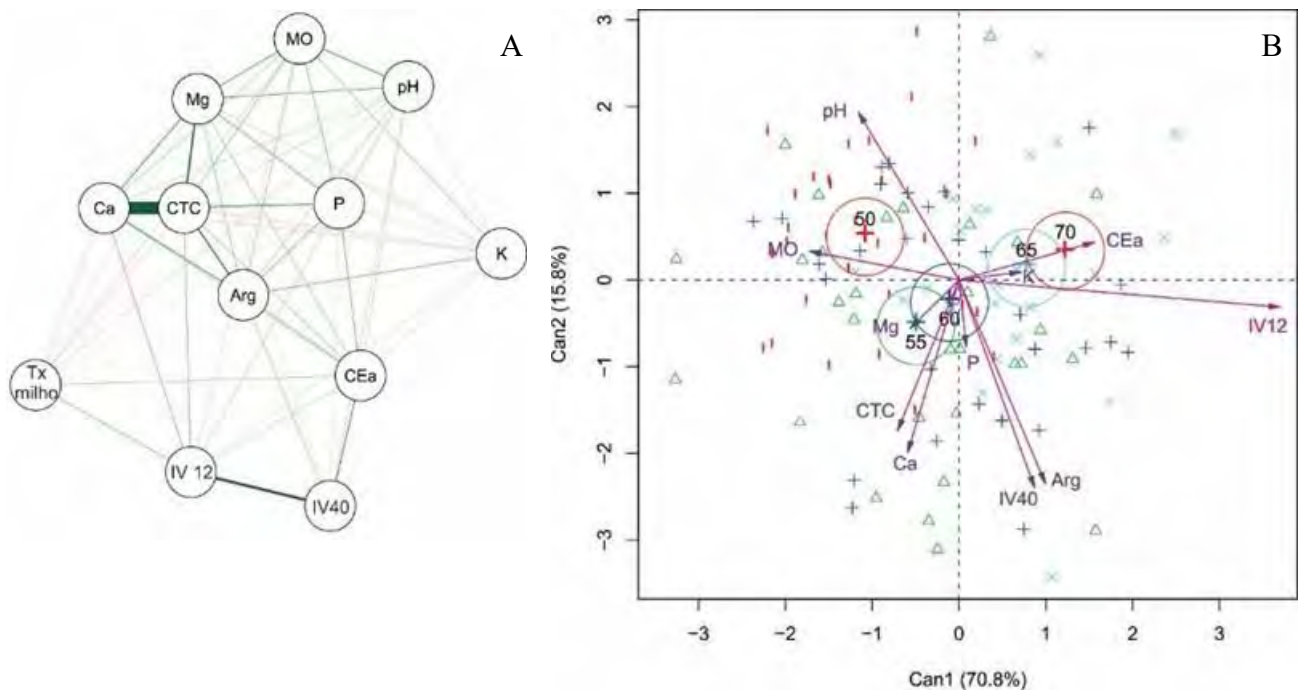 A
MO
pH
Mg
Ca
CTC
P
K
Arg
Tx
milho
CEa
IV 12
IV40
B
Can2 (15.8%)
3
2
1
0
−1
−2
−3
pH
50
MO
65
70
CEa
K
IV12
Mg
55
60
P
CTC
Ca
IV40
Arg
−3
−2
−1
0
1
2
3
Can1 (70.8%)